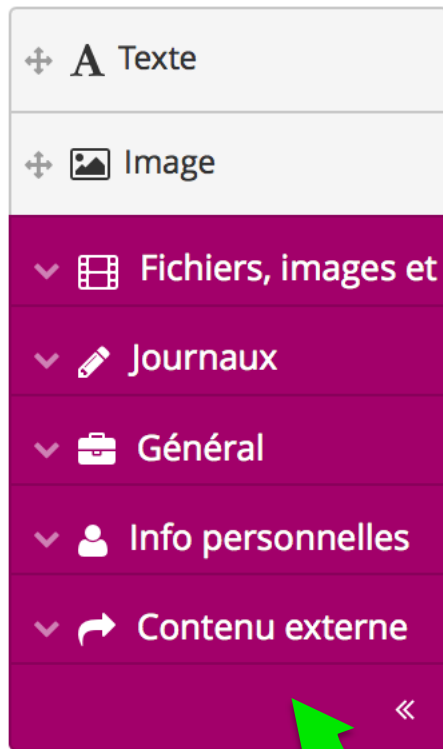 Texte
Image
Fichiers, images et
Journaux
Général
Info personnelles
Contenu externe
«